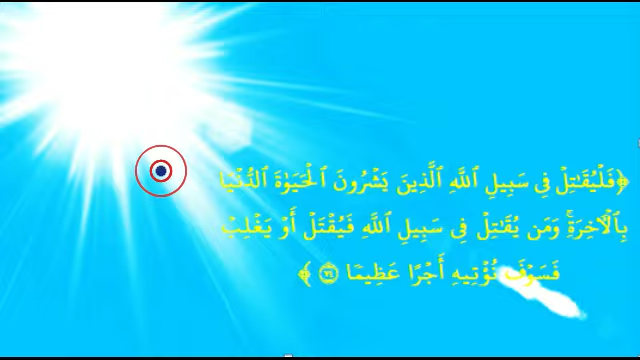 ﴿فَلْيُقَٰتِلْ فِى سَبِيلِ ٱللَّهِ ٱلَّذِينَ يَشْرُونَ ٱلْحَيَوٰةَ ٱلدُّنْيَا
بِٱلْءَاخِرَةِ ۚ وَمَن يُقَٰتِلْ فِى سَبِيلِ ٱللَّهِ فَيُقْتَلْ أَوْ يَغْلِبْ
فَسَوْفَ نُؤْتِيهِ أَجْرًا عَظِيمًا ٧٤ ﴾